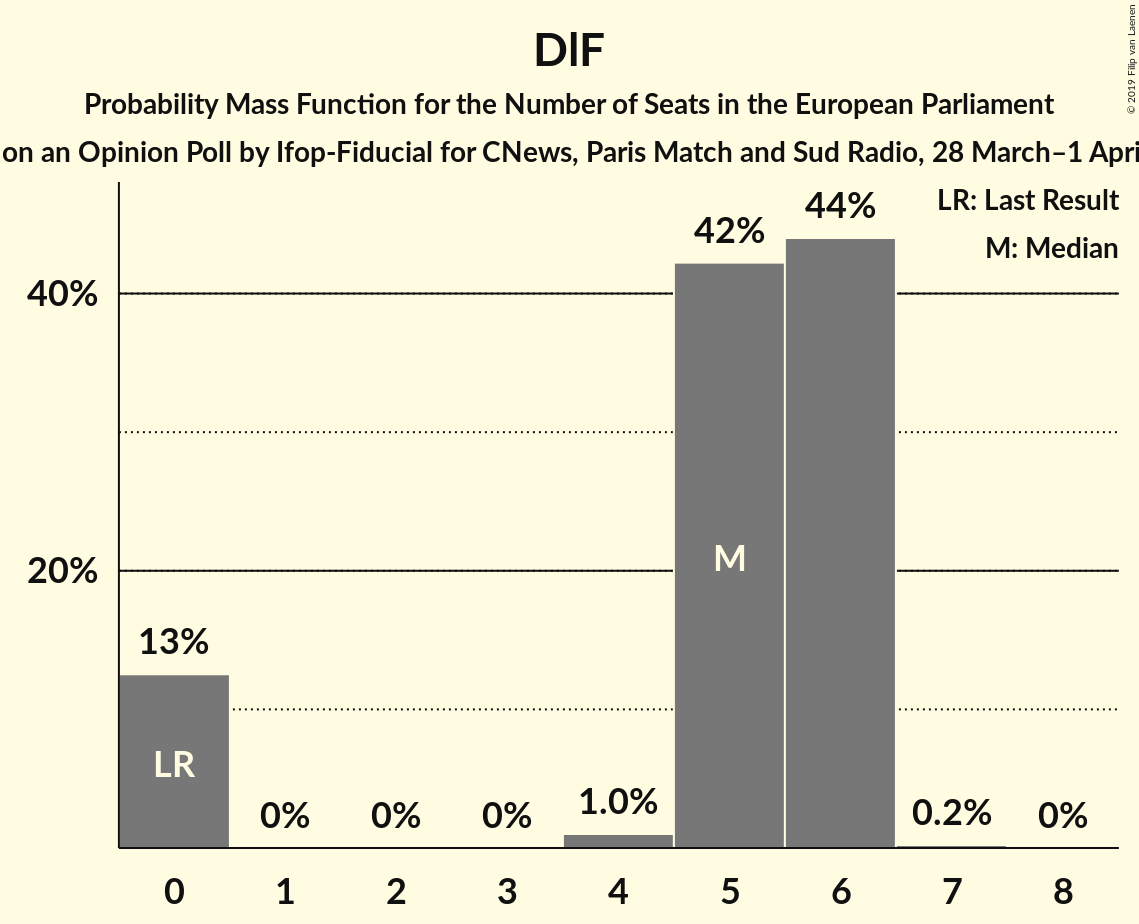 DlF
Probability Mass Function for the Number of Seats in the European Parliament
on an Opinion Poll by Ifop-Fiducial for CNews, Paris Match and Sud Radio, 28 March–1 Apri
© 2019 Filip van Laenen
LR: Last Result
M: Median
44%
42%
40%
M
20%
13%
LR
0%
0%
0%
1.0%
0.2%
0%
0
1
2
3
4
5
6
7
8